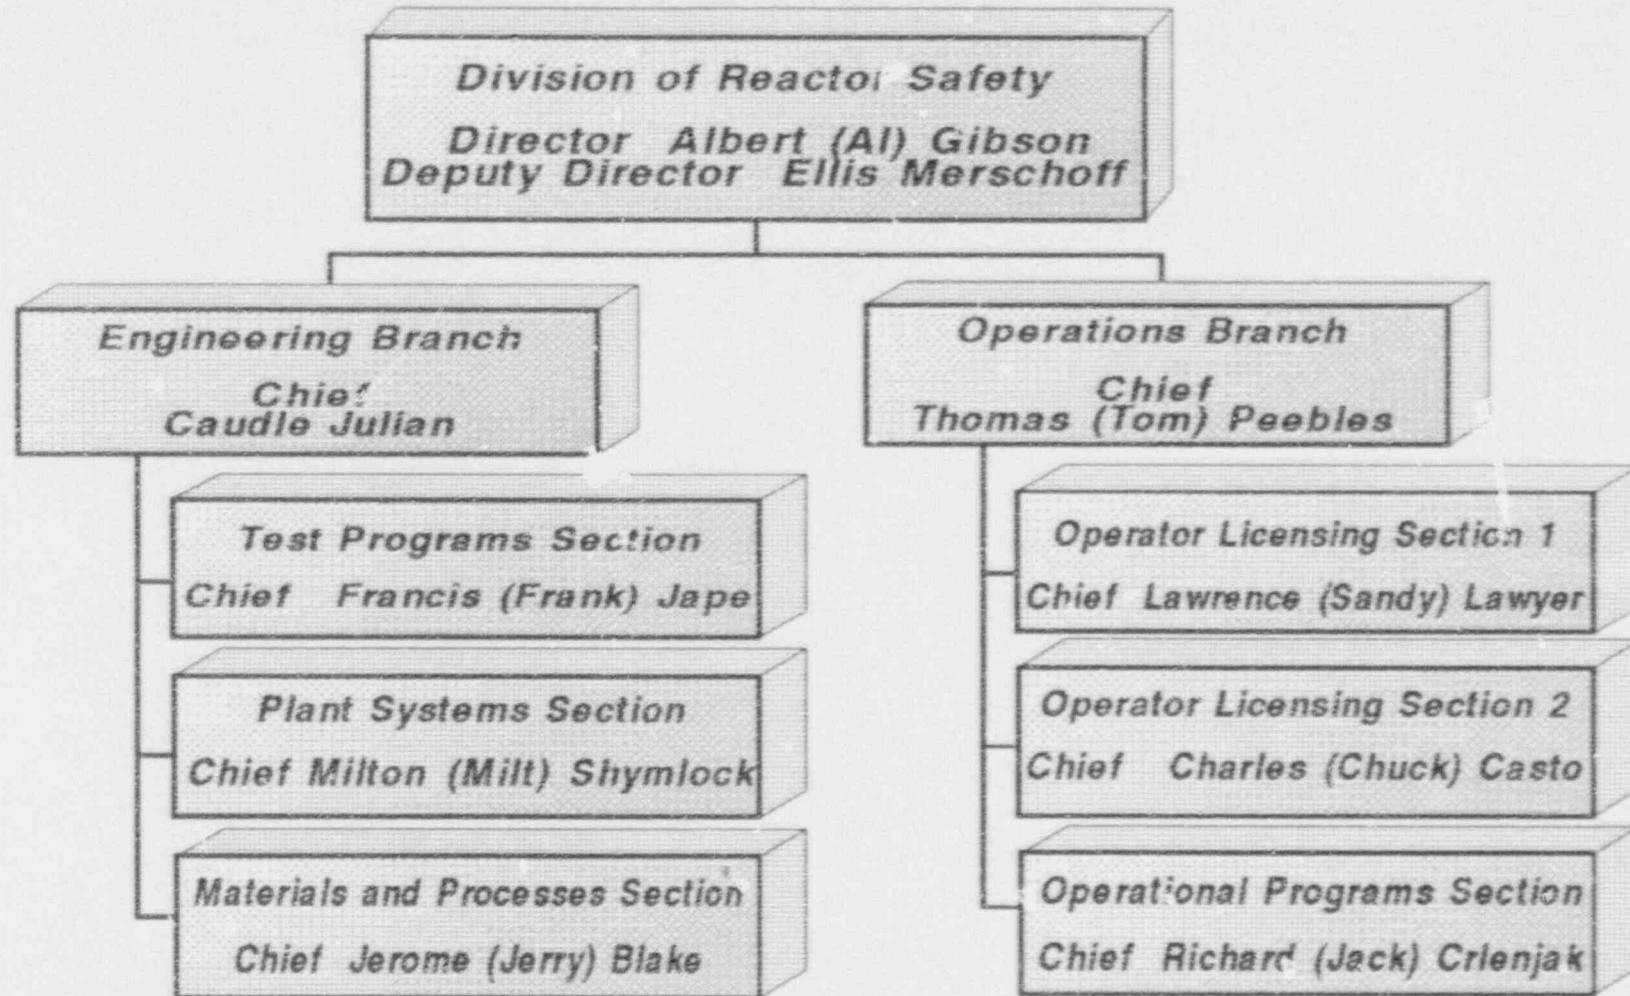 Division of Reactor Safety
Director Albert (Al) Gibson
Deputy Director Ellis Merschoff
Engineering Branch
Chief
Caudle Julian
Test Programs Section
Chief Francis (Frank) Jape
Plant Systems Section
Chief Milton (Milt) Shymlock
Materials and Processes Section
Chief Jerome (Jerry) Blake
Operations Branch
Chief
Thomas (Tom) Peebles
Operator Licensing Section 1
Chief Lawrence (Sandy) Lawyer
Operator Licensing Section 2
Chief Charles (Chuck) Casto
Operational Programs Section
Chief Richard (Jack) Crlenjak